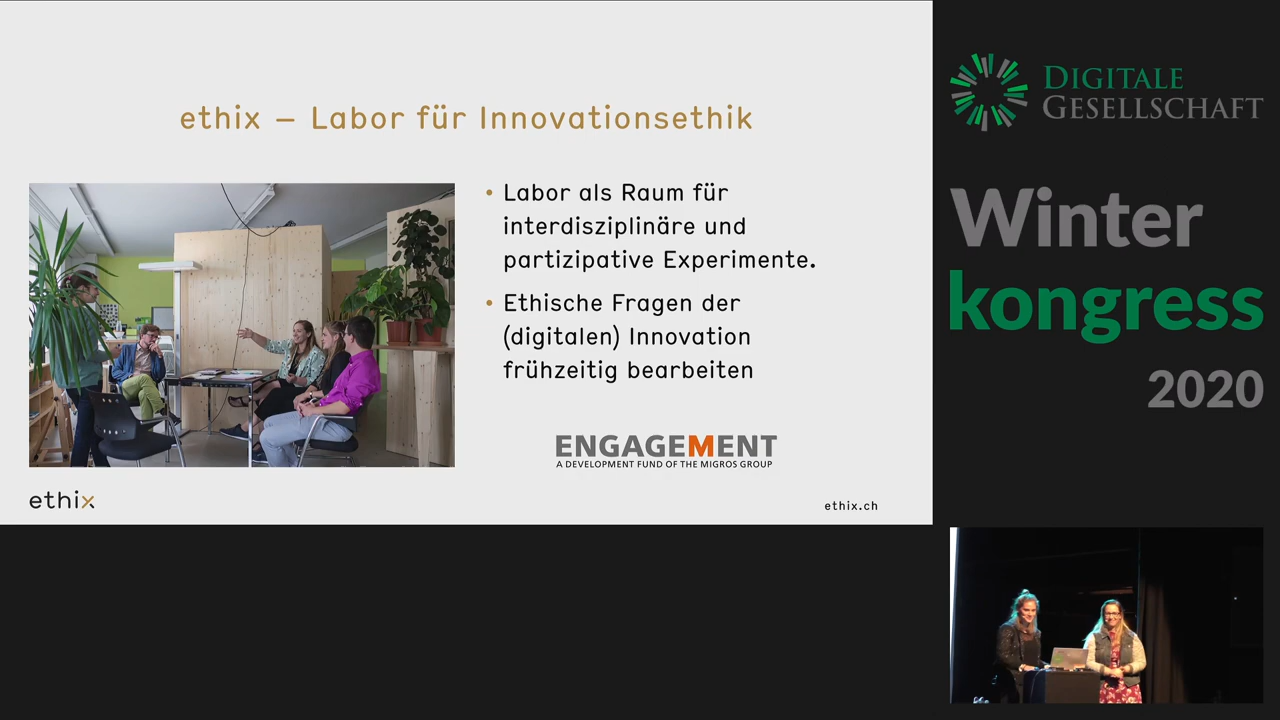 ethix – Labor für Innovationsethik
• Labor als Raum für
interdisziplinäre und
partizipative Experimente.
• Ethische Fragen der
(digitalen) Innovation
frühzeitig bearbeiten
ENGAGEMENT
A DEVELOPMENT FUND OF THE MIGROS GROUP
ethix
ethix.ch
DIGITALE
GESELLSCHAFT
Winter
kongress
2020